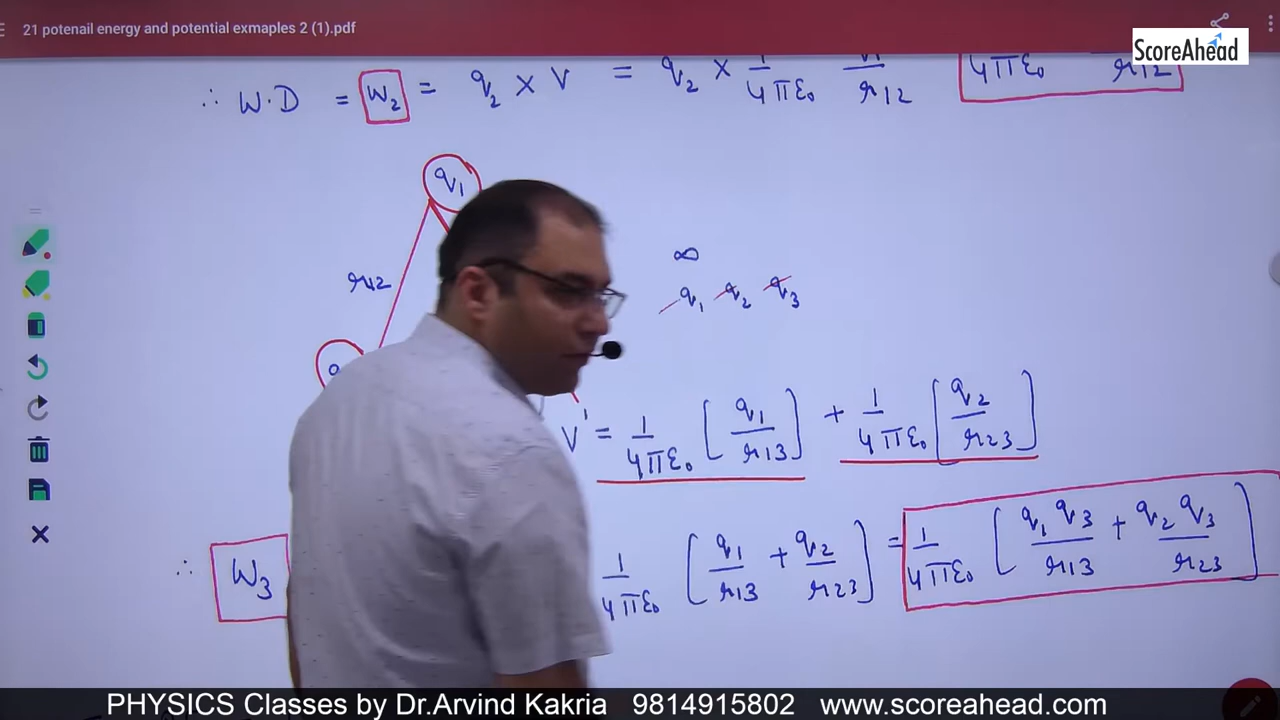 21 potenail energy and potential exmaples 2 (1).pdf
ScoreAhead
∴ W.D = W₂ = q₂ × V = q₂ × 1/4πε₀ q₁/r₁₂ 4πε₀ r₁₂
q₁
r₁₂
∞
q₁ q₂ q₃
V' = 1/4πε₀ [q₁/r₁₃] + 1/4πε₀ [q₂/r₂₃]
∴ W₃ 1/4πε₀ [q₁/r₁₃ + q₂/r₂₃] = 1/4πε₀ [q₁q₃/r₁₃ + q₂q₃/r₂₃]
PHYSICS Classes by Dr.Arvind Kakria 9814915802 www.scoreahead.com